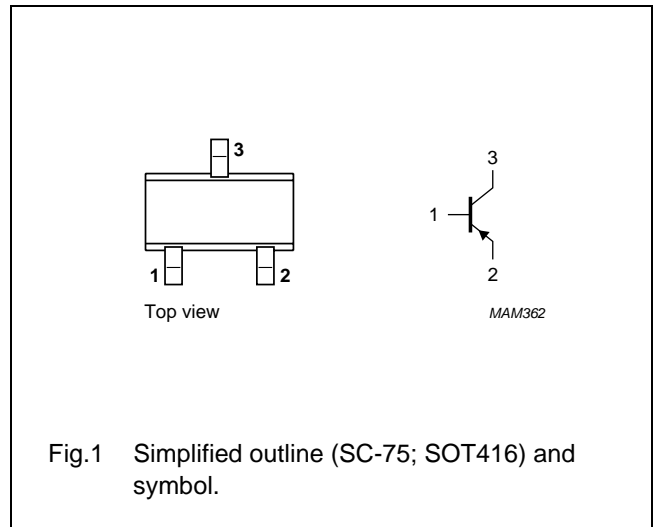 3
1
2
Top view
3
1
2
MAM362
Fig.1 Simplified outline (SC-75; SOT416) and
symbol.